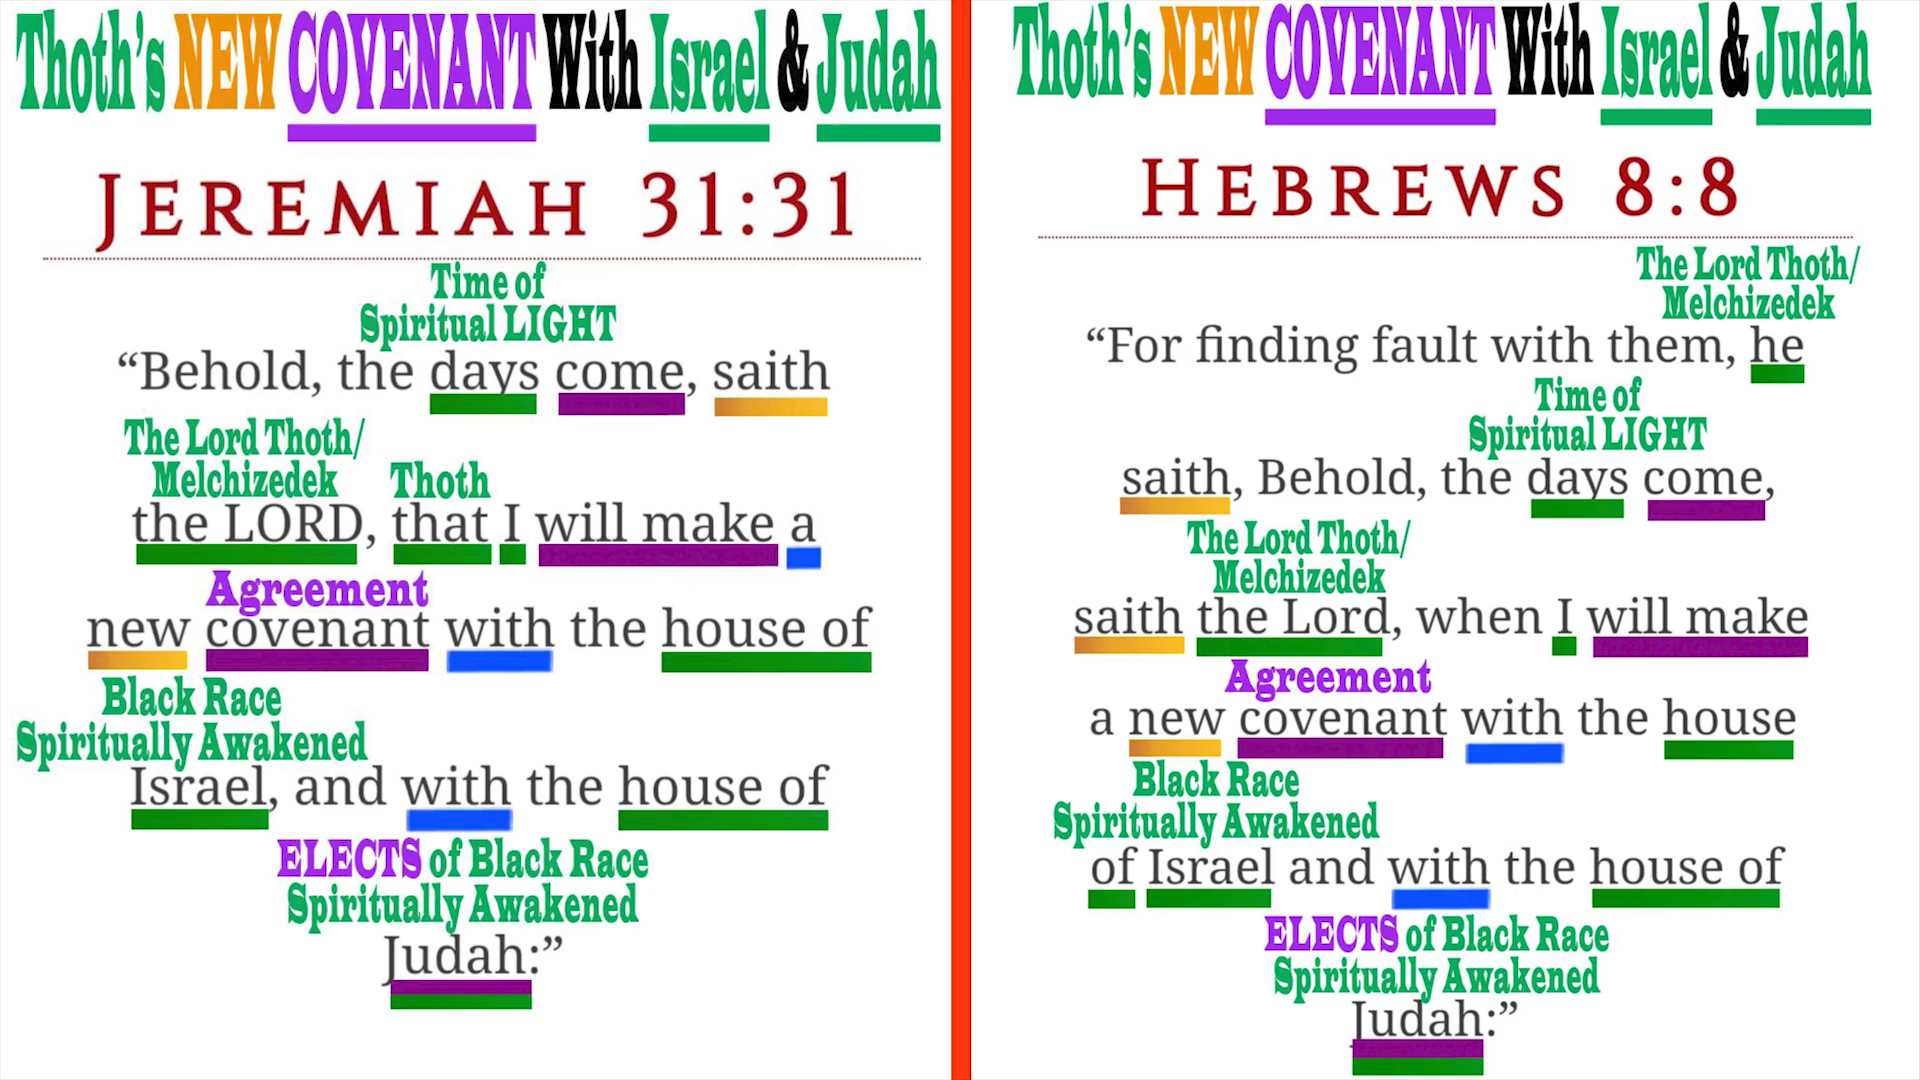 Thoth's NEW COVENANT With Israel & Judah
JEREMIAH 31:31
Time of
Spiritual LIGHT
“Behold, the days come, saith
The Lord Thoth/
Melchizedek
Thoth
the LORD, that I will make a
Agreement
new covenant with the house of
Black Race
Spiritually Awakened
Israel, and with the house of
ELECTS of Black Race
Spiritually Awakened
Judah:”
Thoth's NEW COVENANT With Israel & Judah
HEBREWS 8:8
The Lord Thoth/
Melchizedek
“For finding fault with them, he
Time of
Spiritual LIGHT
saith, Behold, the days come,
The Lord Thoth/
Melchizedek
saith the Lord, when I will make
Agreement
a new covenant with the house
Black Race
Spiritually Awakened
of Israel and with the house of
ELECTS of Black Race
Spiritually Awakened
Judah:”